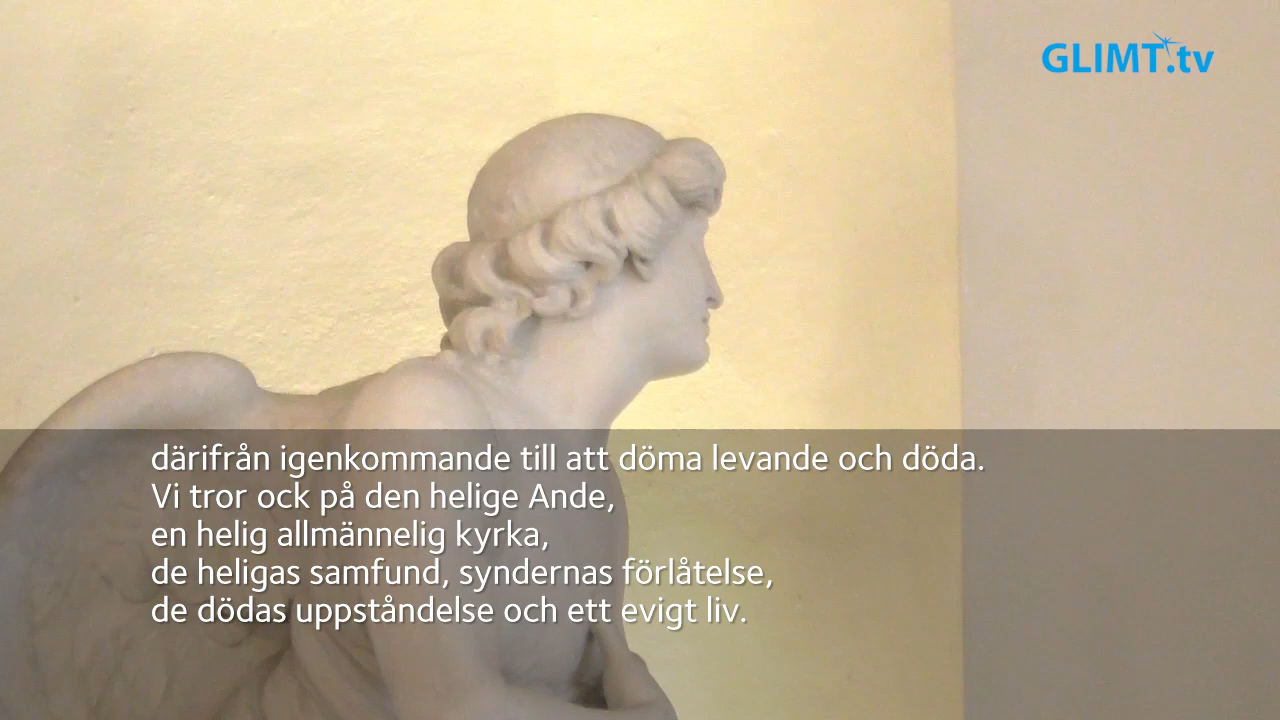 GLIMT.tv
därifrån igenkommande till att döma levande och döda.
Vi tror ock på den helige Ande,
en helig allmännelig kyrka,
de heligas samfund, syndernas förlåtelse,
de dödas uppståndelse och ett evigt liv.